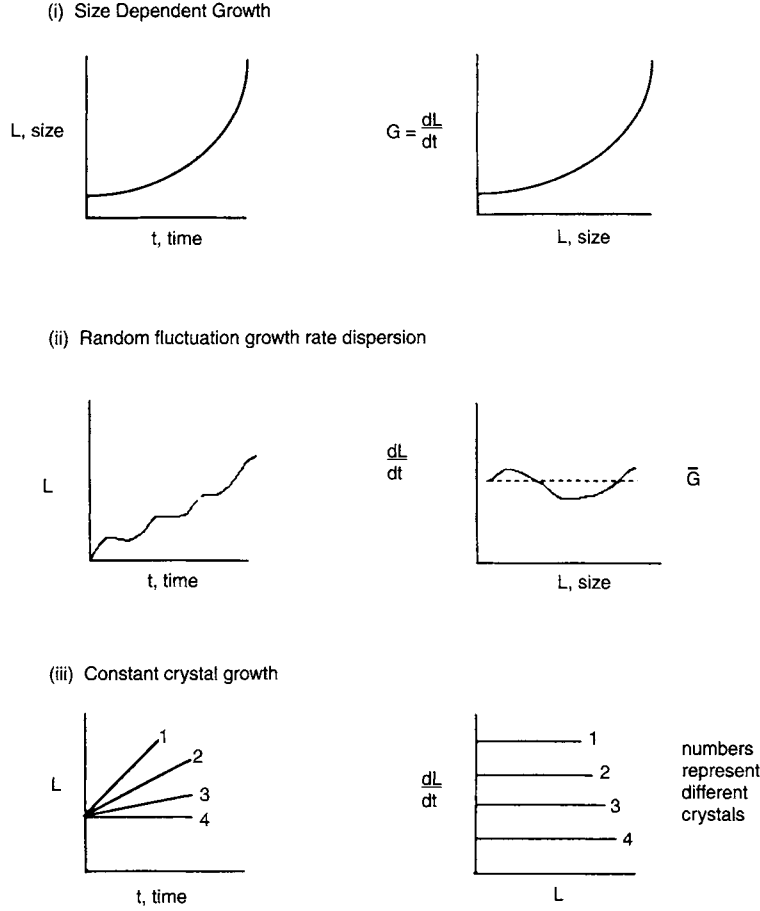 (i) Size Dependent Growth
L, size
t, time
G = dL
dt
L, size
(ii) Random fluctuation growth rate dispersion
L
t, time
dL
dt
G̅
L, size
(iii) Constant crystal growth
L
1
2
3
4
t, time
dL
dt
1
2
3
4
L
numbers
represent
different
crystals